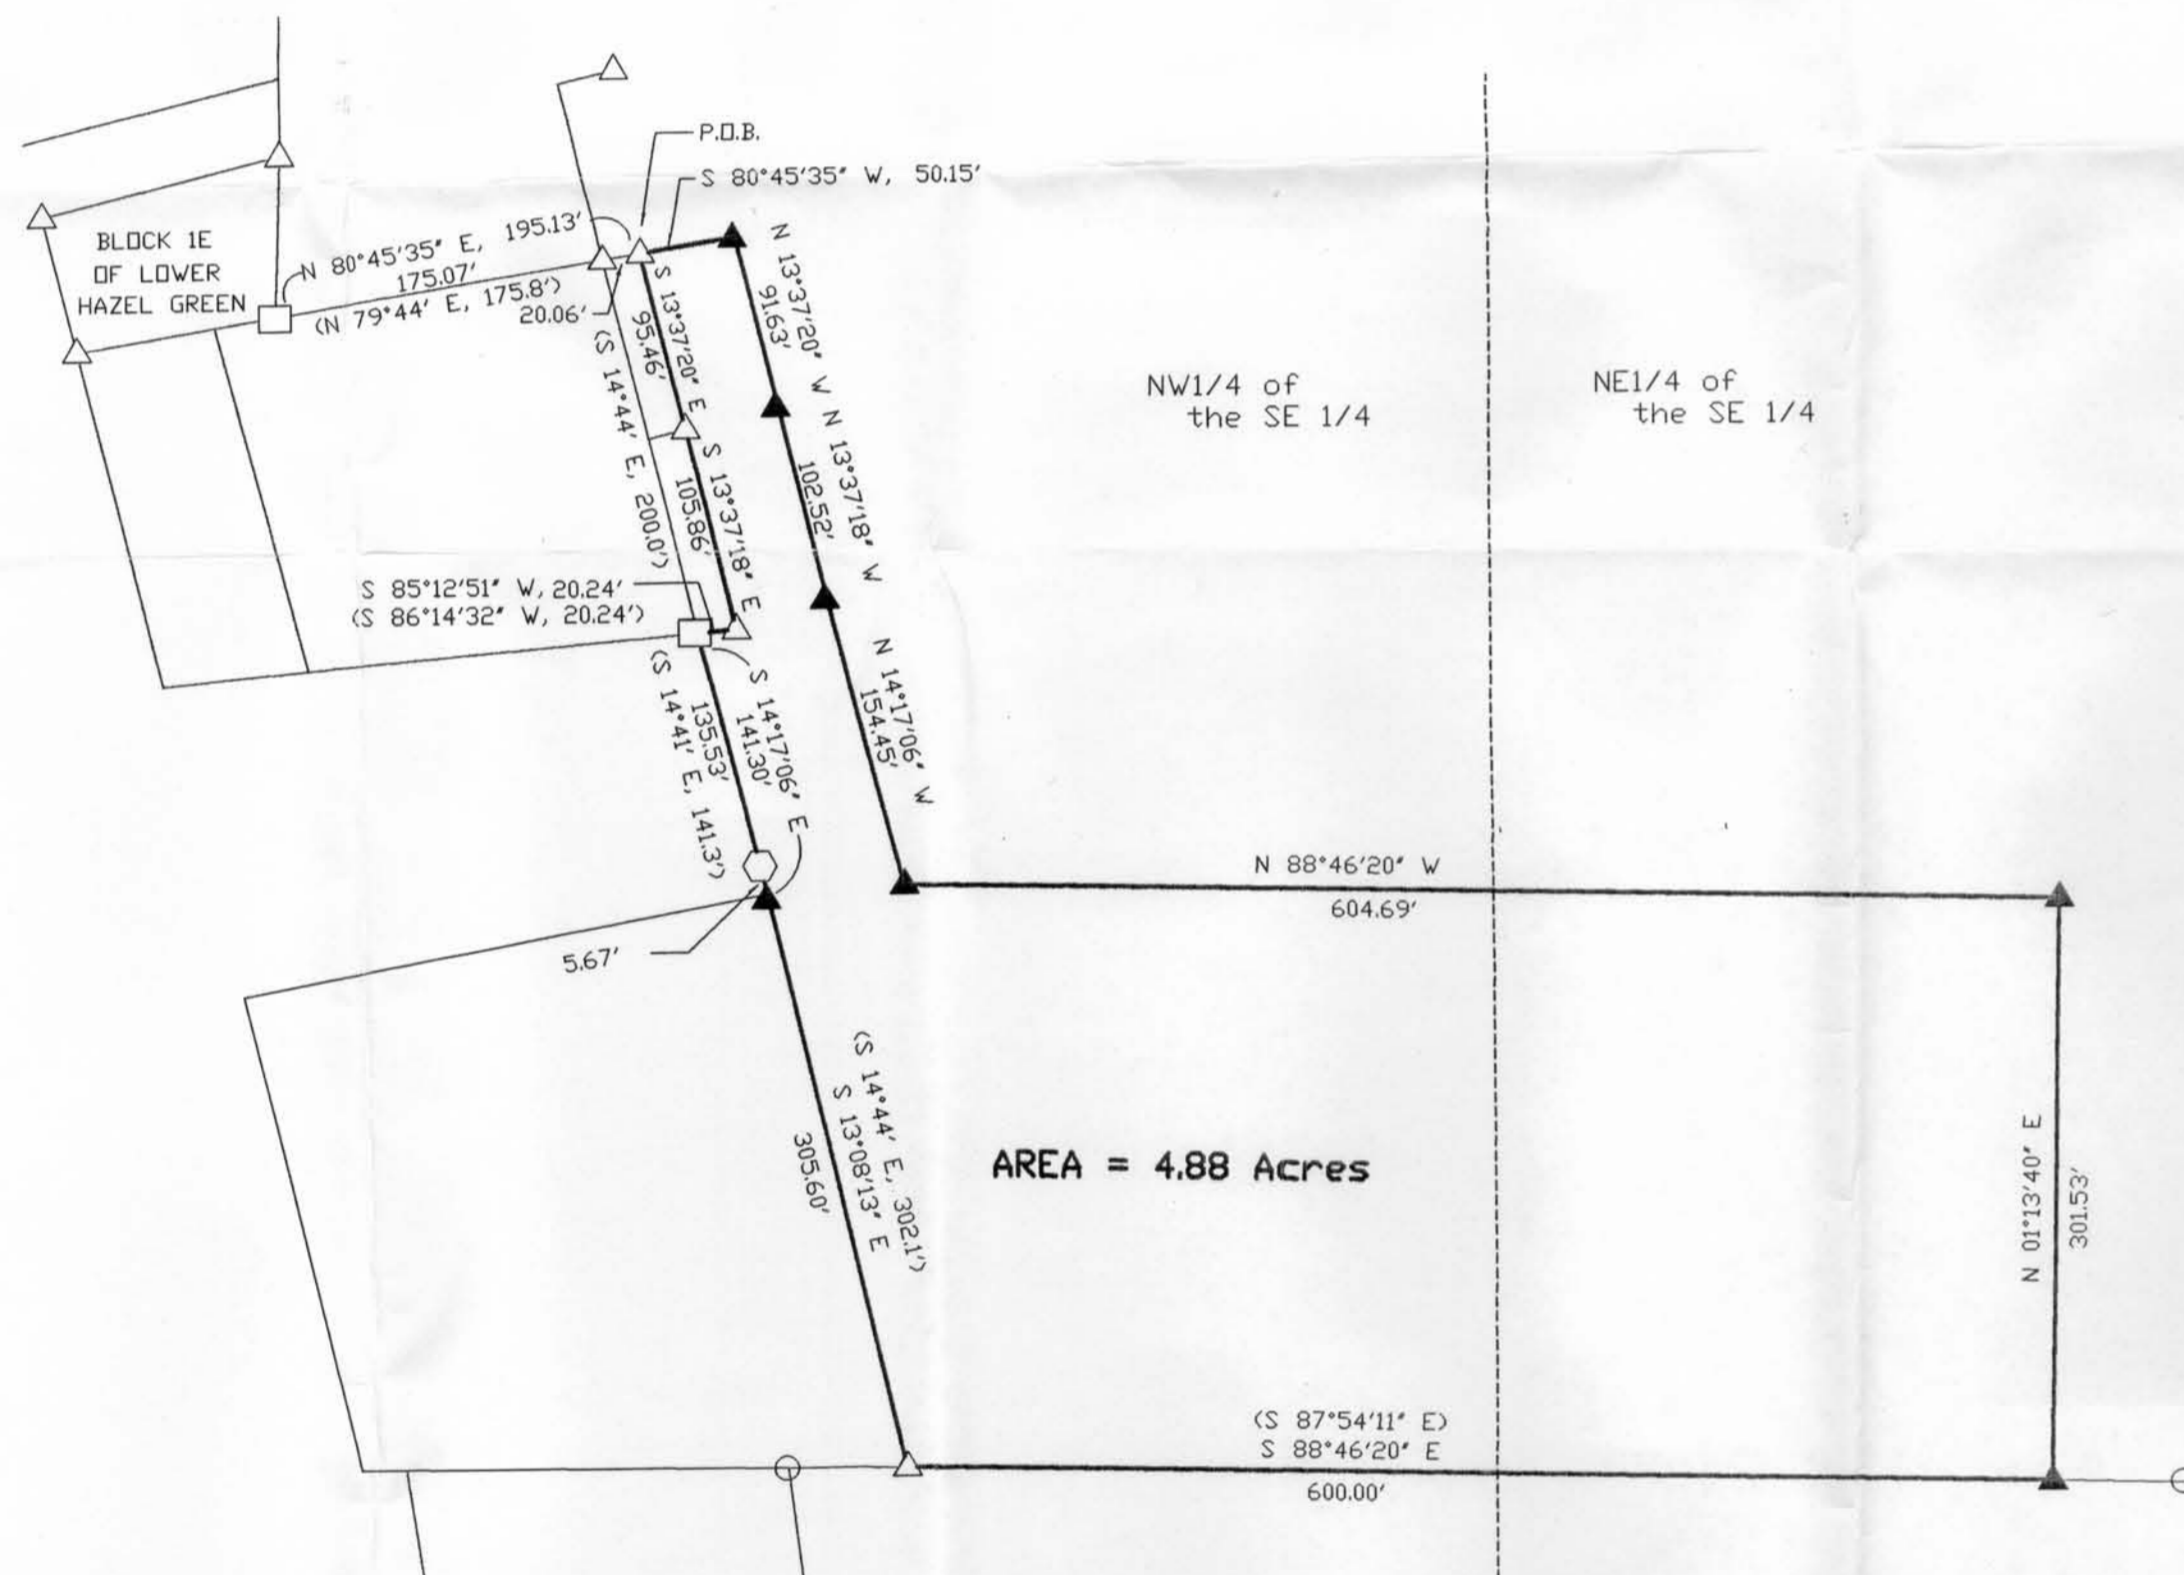 P.O.B.
S 80°45'35" W, 50.15'
BLOCK 1E
OF LOWER
HAZEL GREEN
N 80°45'35" E, 195.13'
175.07'
(N 79°44' E, 175.8')
20.06'
S 13°37'20" E
95.46'
N 13°37'20" W
91.63'
(S 14°44' E, 200.0')
S 13°37'18" E
105.86'
N 13°37'18" W
102.52'
NW1/4 of
the SE 1/4
NE1/4 of
the SE 1/4
S 85°12'51" W, 20.24'
(S 86°14'32" W, 20.24')
S 14°17'06" E
141.30'
135.53'
(S 14°41' E, 141.3')
N 14°17'06" W
154.45'
N 88°46'20" W
604.69'
5.67'
(S 14°44' E, 302.1')
S 13°08'13" E
305.60'
AREA = 4.88 Acres
N 01°13'40" E
301.53'
(S 87°54'11" E)
S 88°46'20" E
600.00'